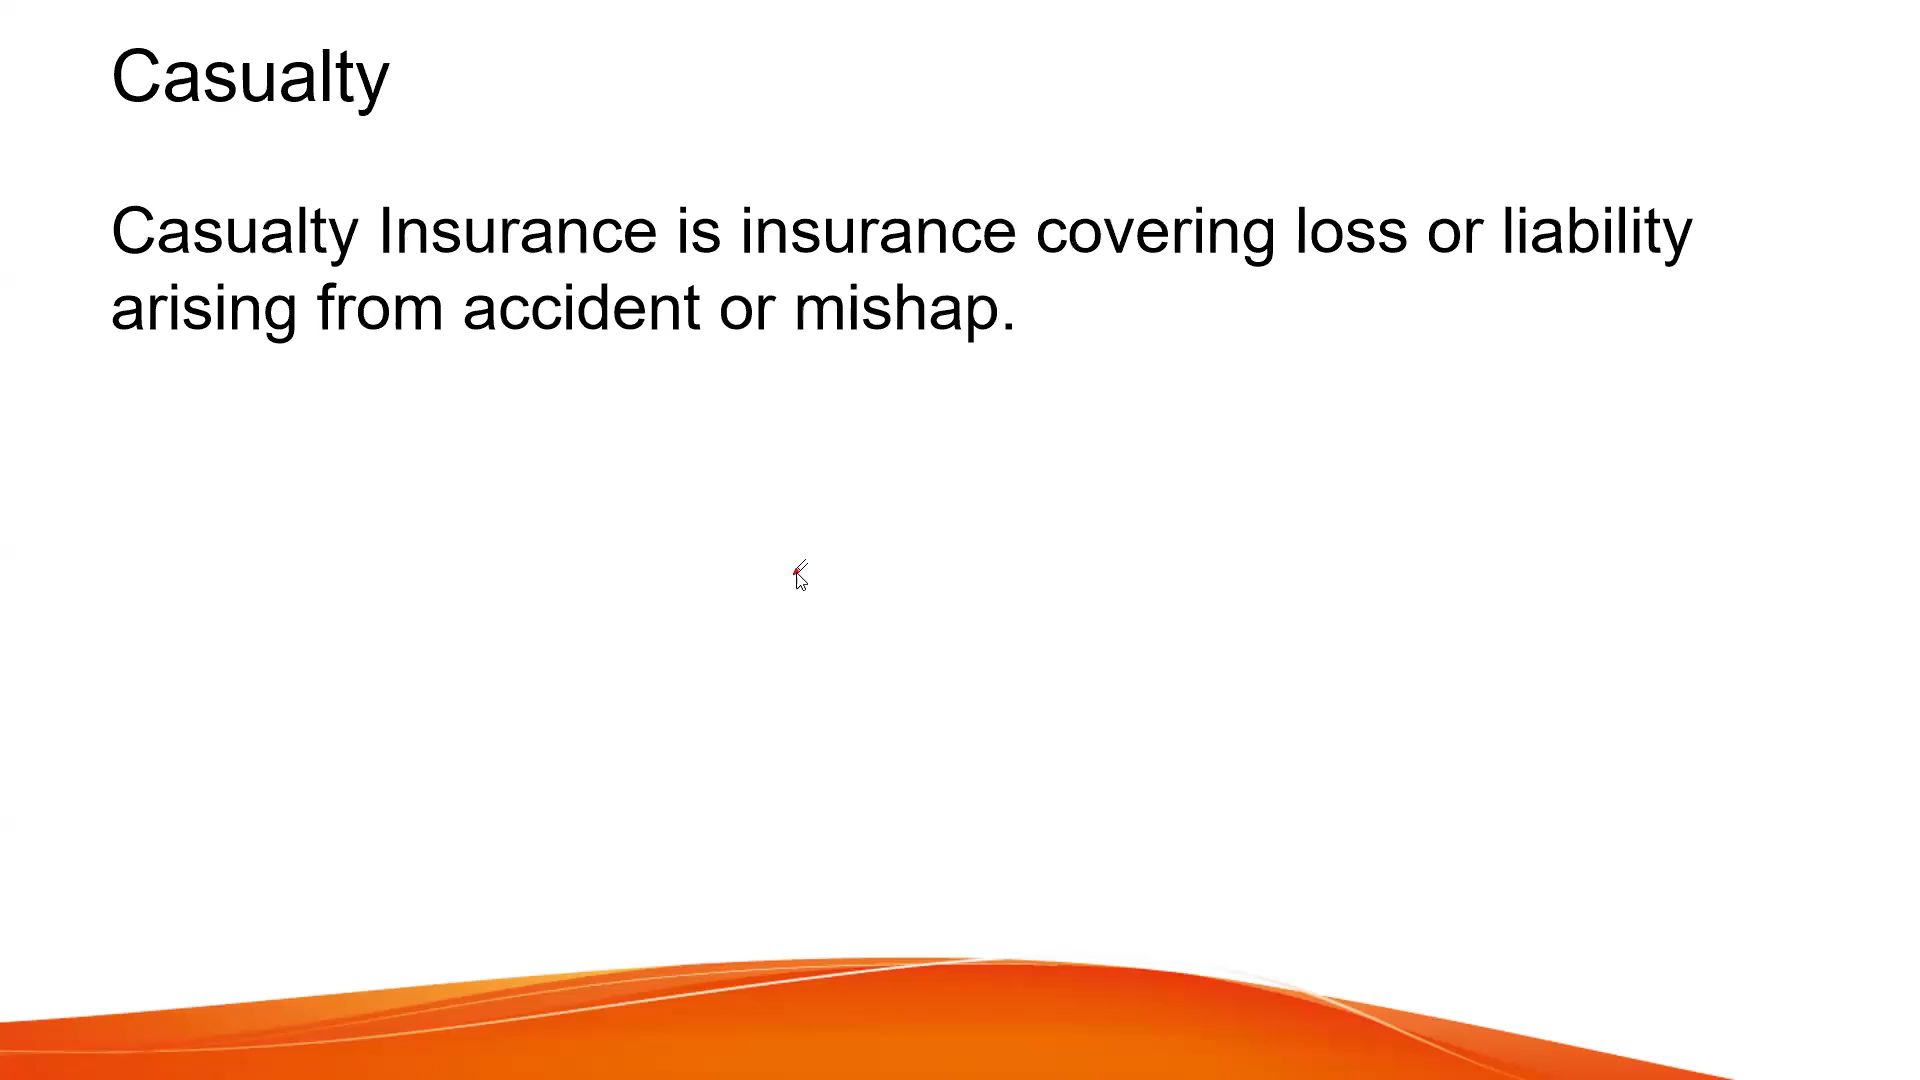 Casualty
Casualty Insurance is insurance covering loss or liability
arising from accident or mishap.